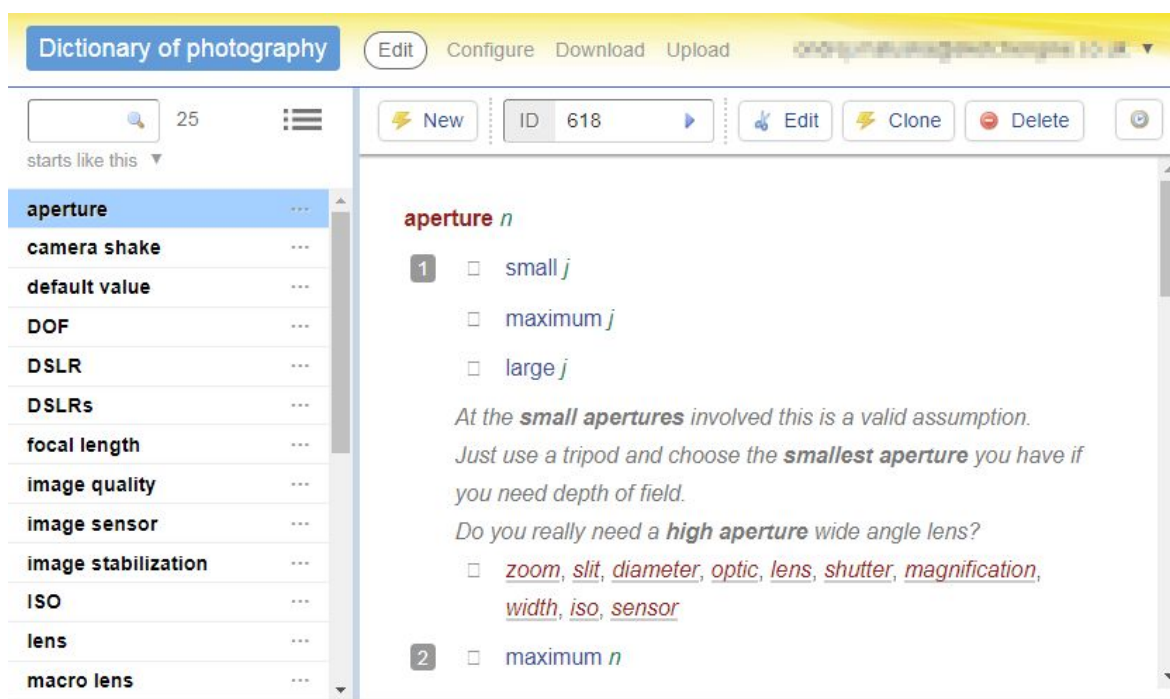 Dictionary of photography Edit Configure Download Upload
25
starts like this
aperture
camera shake
default value
DOF
DSLR
DSLRs
focal length
image quality
image sensor
image stabilization
ISO
lens
macro lens
New ID 618 Edit Clone Delete
aperture n
1 small j
maximum j
large j
At the small apertures involved this is a valid assumption.
Just use a tripod and choose the smallest aperture you have if
you need depth of field.
Do you really need a high aperture wide angle lens?
zoom, slit, diameter, optic, lens, shutter, magnification,
width, iso, sensor
2 maximum n